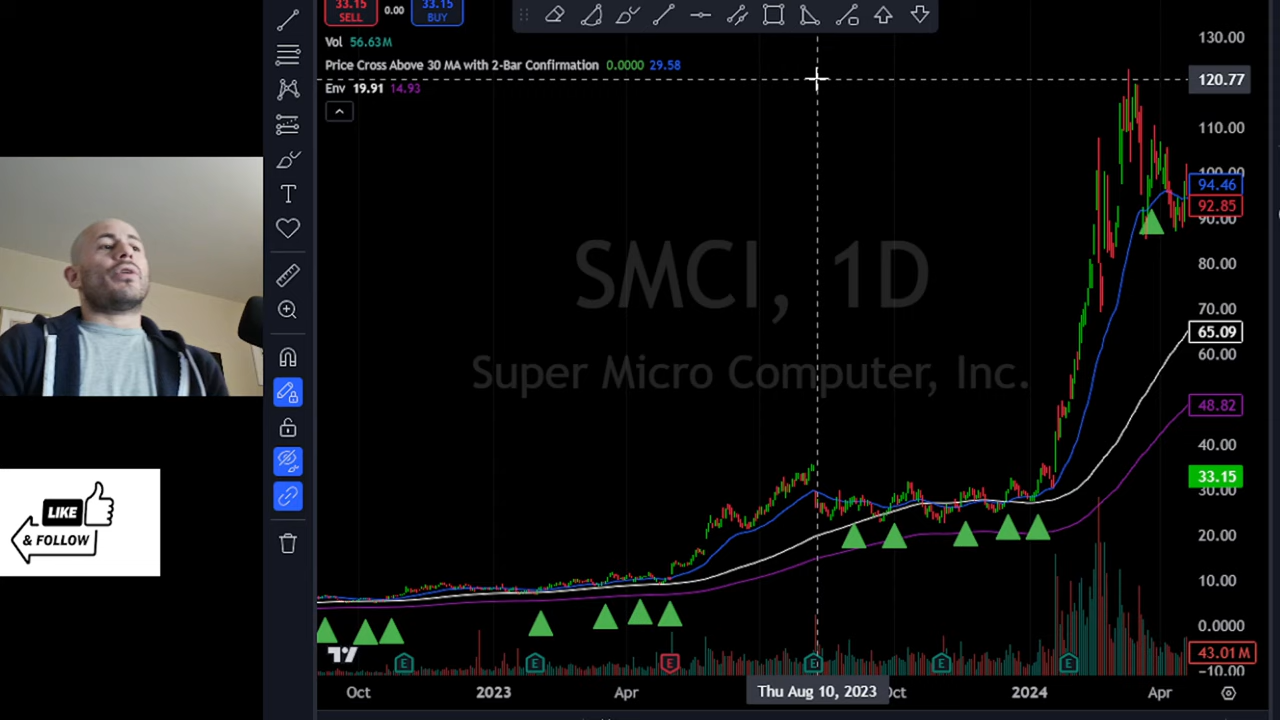 33.15
SELL
0.00
33.15
BUY
Vol 56.63M
Price Cross Above 30 MA with 2-Bar Confirmation 0.0000 29.58
Env 19.91 14.93
SMCI, 1D
Super Micro Computer, Inc.
130.00
120.77
110.00
100.00
94.46
92.85
90.00
80.00
70.00
65.09
60.00
48.82
40.00
33.15
30.00
20.00
10.00
0.0000
43.01 M
−10.00
LIKE
& FOLLOW
E
E
E
E
E
E
Oct
2023
Apr
Thu Aug 10, 2023
Oct
2024
Apr